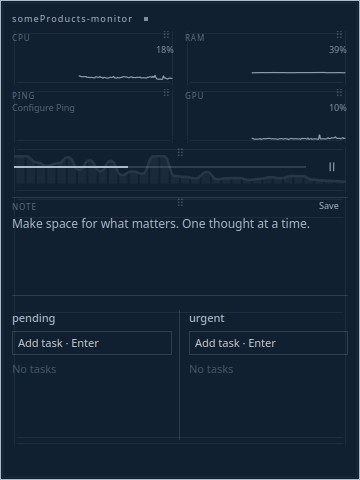 someProducts-monitor
CPU
18%
RAM
39%
PING
Configure Ping
GPU
10%
NOTE
Save
Make space for what matters. One thought at a time.
pending
urgent
Add task · Enter
Add task · Enter
No tasks
No tasks